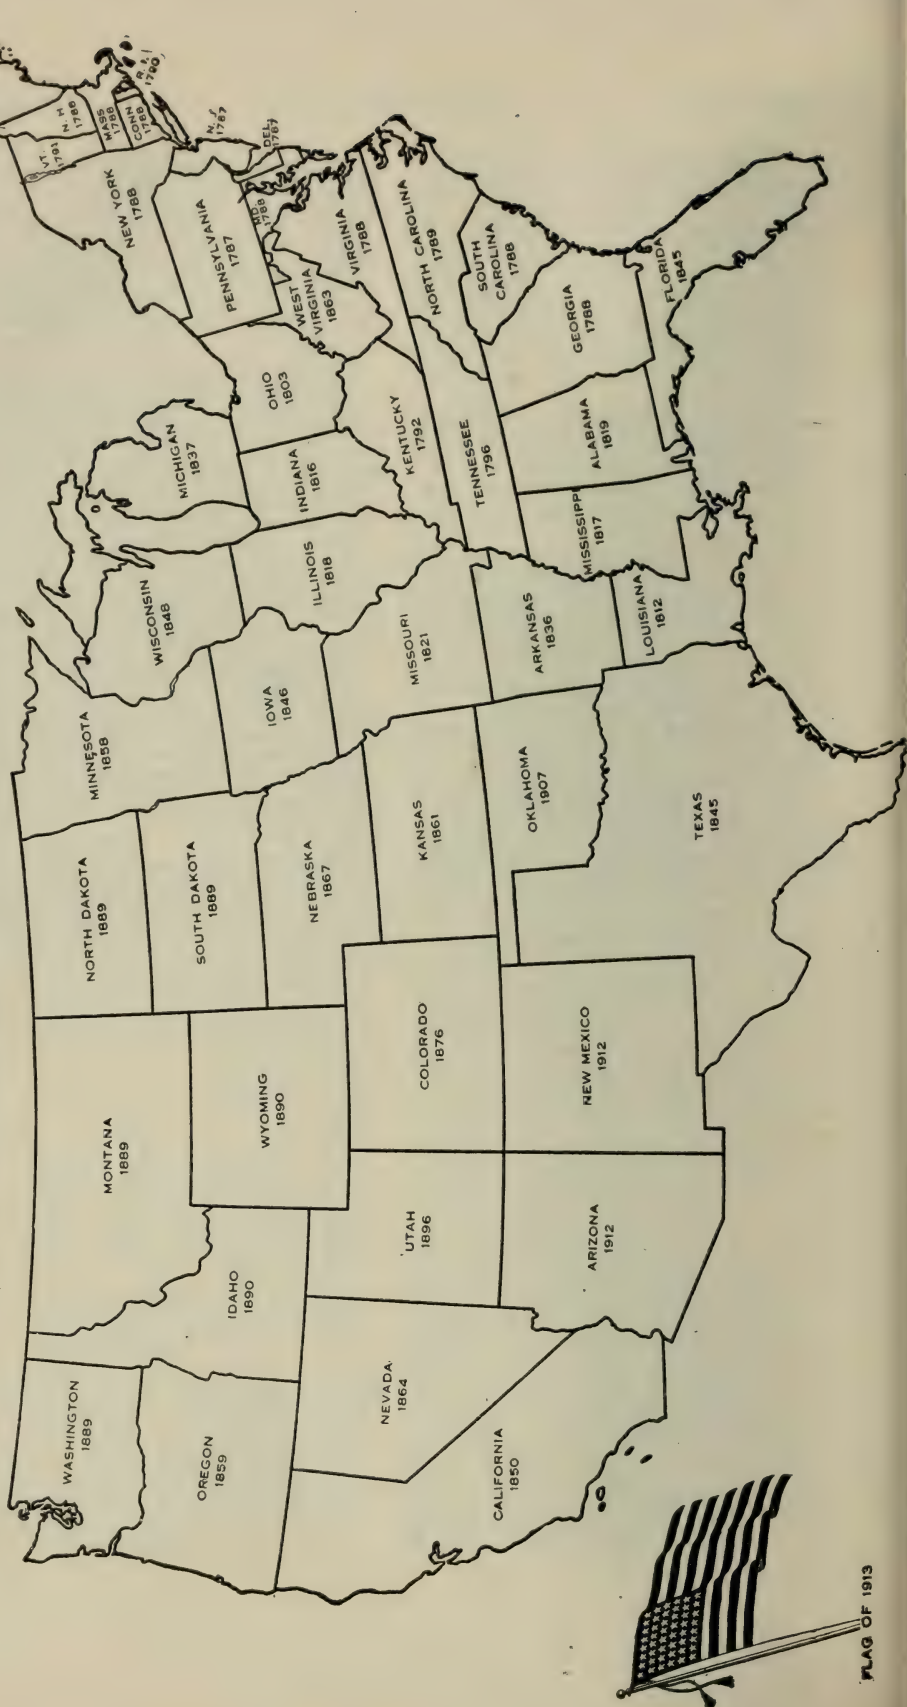 WASHINGTON
1889
OREGON
1859
CALIFORNIA
1850
NEVADA
1864
IDAHO
1890
MONTANA
1889
WYOMING
1890
UTAH
1896
ARIZONA
1912
COLORADO
1876
NEW MEXICO
1912
NORTH DAKOTA
1889
SOUTH DAKOTA
1889
NEBRASKA
1867
KANSAS
1861
OKLAHOMA
1907
TEXAS
1845
MINNESOTA
1858
IOWA
1846
MISSOURI
1821
ARKANSAS
1836
LOUISIANA
1812
WISCONSIN
1848
ILLINOIS
1818
MICHIGAN
1837
INDIANA
1816
OHIO
1803
KENTUCKY
1792
TENNESSEE
1796
MISSISSIPPI
1817
ALABAMA
1819
GEORGIA
1788
FLORIDA
1845
SOUTH
CAROLINA
1788
NORTH CAROLINA
1789
VIRGINIA
1788
WEST
VIRGINIA
1863
PENNSYLVANIA
1787
NEW YORK
1788
MD.
1788
DEL.
1787
N. J.
1787
VT.
1791
N. H
1788
MASS
1788
CONN
1788
R. I.
1790
FLAG OF 1913